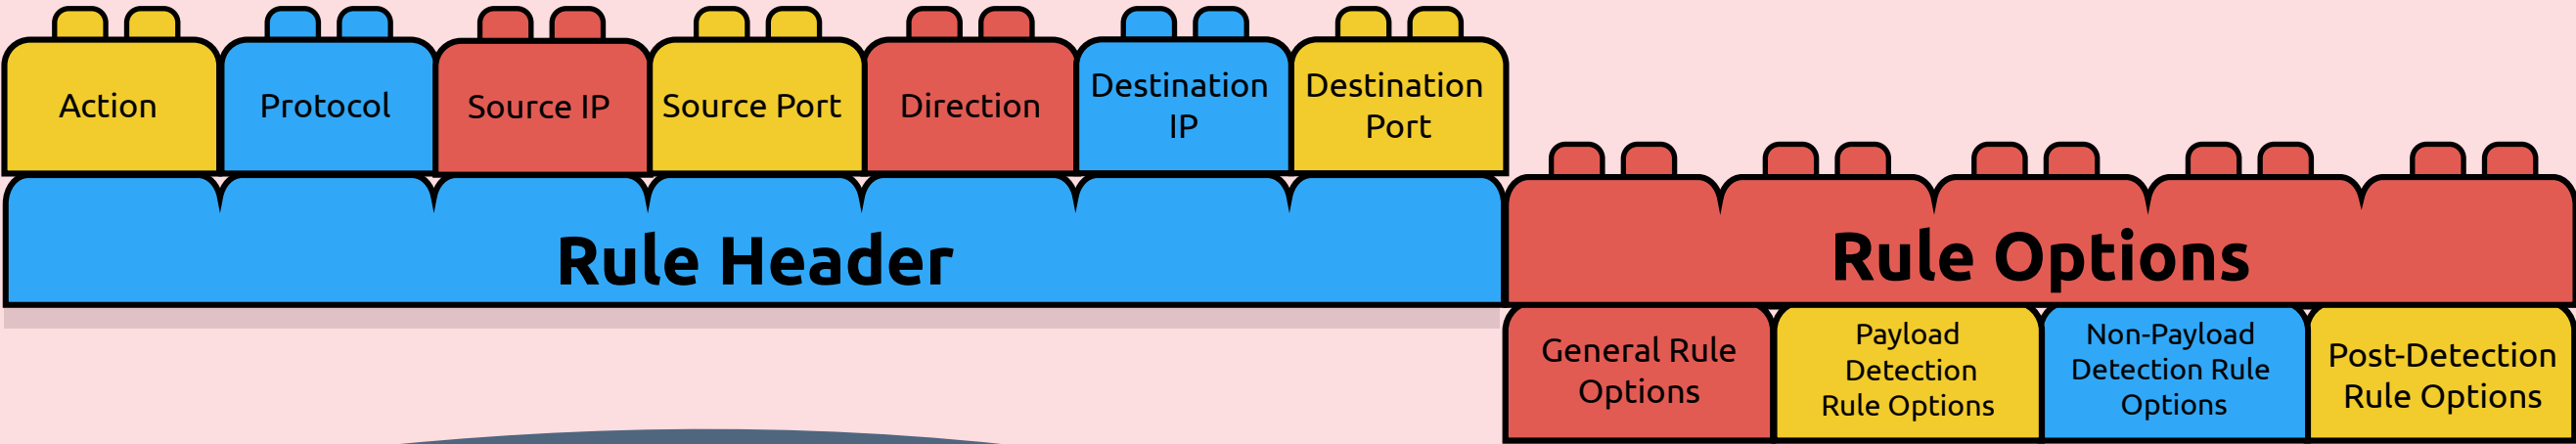 Action
Protocol
Source IP
Source Port
Direction
Destination
IP
Destination
Port
Rule Header
Rule Options
General Rule
Options
Payload
Detection
Rule Options
Non-Payload
Detection Rule
Options
Post-Detection
Rule Options